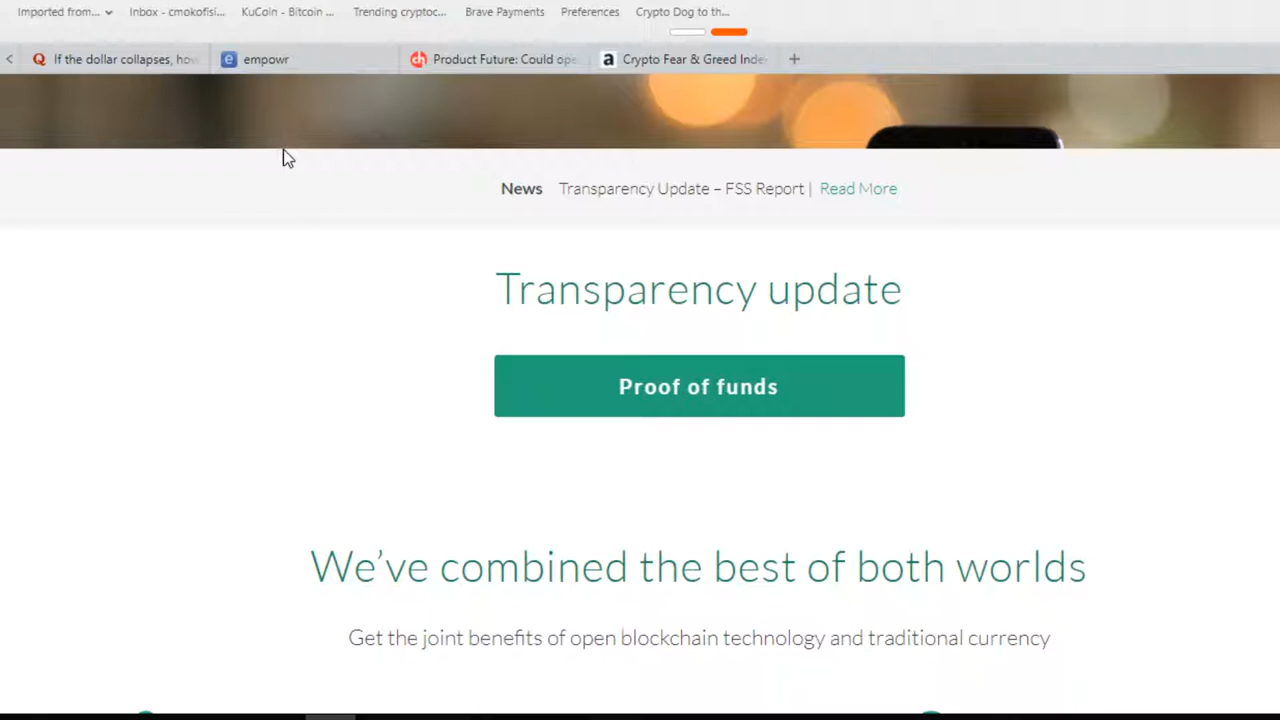 Imported from... Inbox - cmokofisi... KuCoin - Bitcoin ... Trending cryptoc... Brave Payments Preferences Crypto Dog to th...
If the dollar collapses, how empowr Product Future: Could ope Crypto Fear & Greed Inde
News Transparency Update – FSS Report | Read More
Transparency update
Proof of funds
We've combined the best of both worlds
Get the joint benefits of open blockchain technology and traditional currency